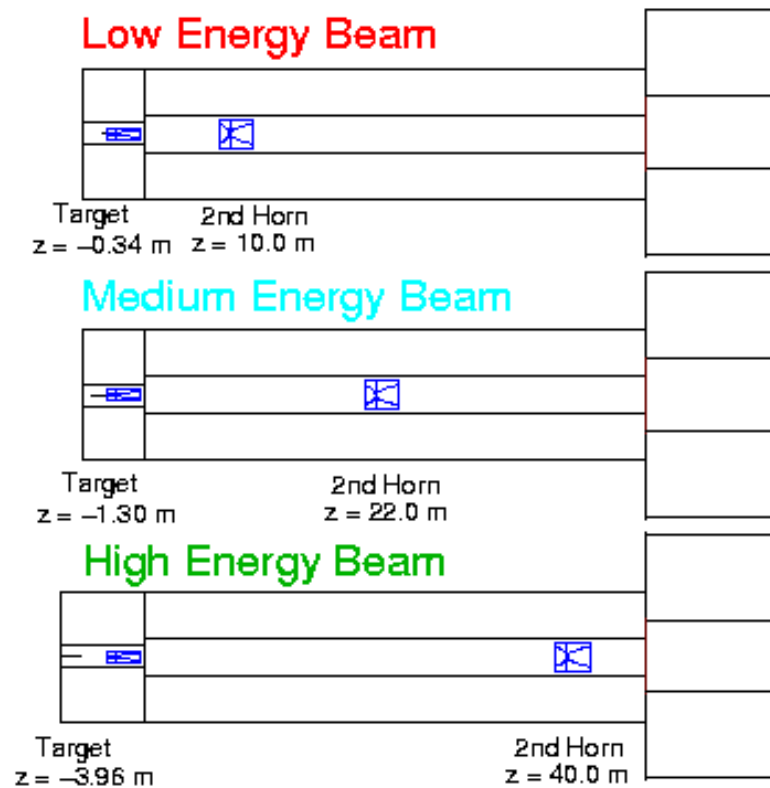 Low Energy Beam
Target
z = −0.34 m
2nd Horn
z = 10.0 m
Medium Energy Beam
Target
z = −1.30 m
2nd Horn
z = 22.0 m
High Energy Beam
Target
z = −3.96 m
2nd Horn
z = 40.0 m